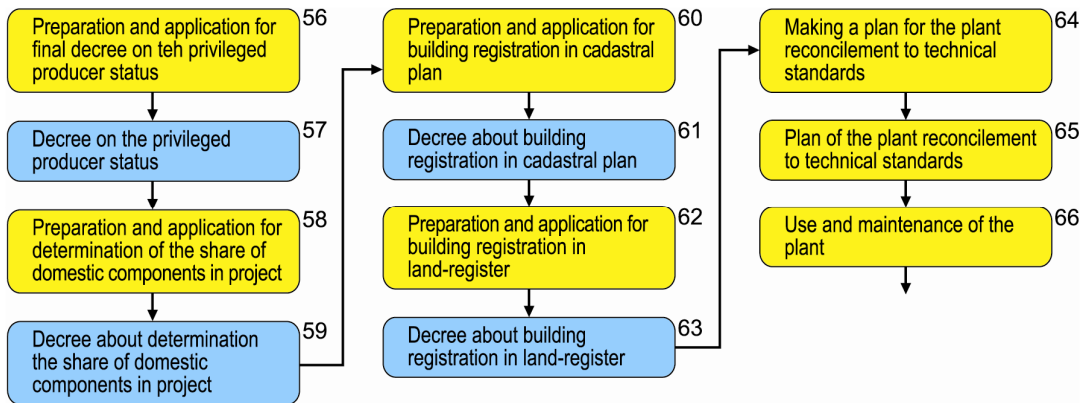 Preparation and application for
final decree on teh privileged
producer status
56
Decree on the privileged
producer status
57
Preparation and application for
determination of the share of
domestic components in project
58
Decree about determination
the share of domestic
components in project
59
Preparation and application for
building registration in cadastral
plan
60
Decree about building
registration in cadastral plan
61
Preparation and application for
building registration in
land-register
62
Decree about building
registration in land-register
63
Making a plan for the plant
reconcilement to technical
standards
64
Plan of the plant reconcilement
to technical standards
65
Use and maintenance of the
plant
66